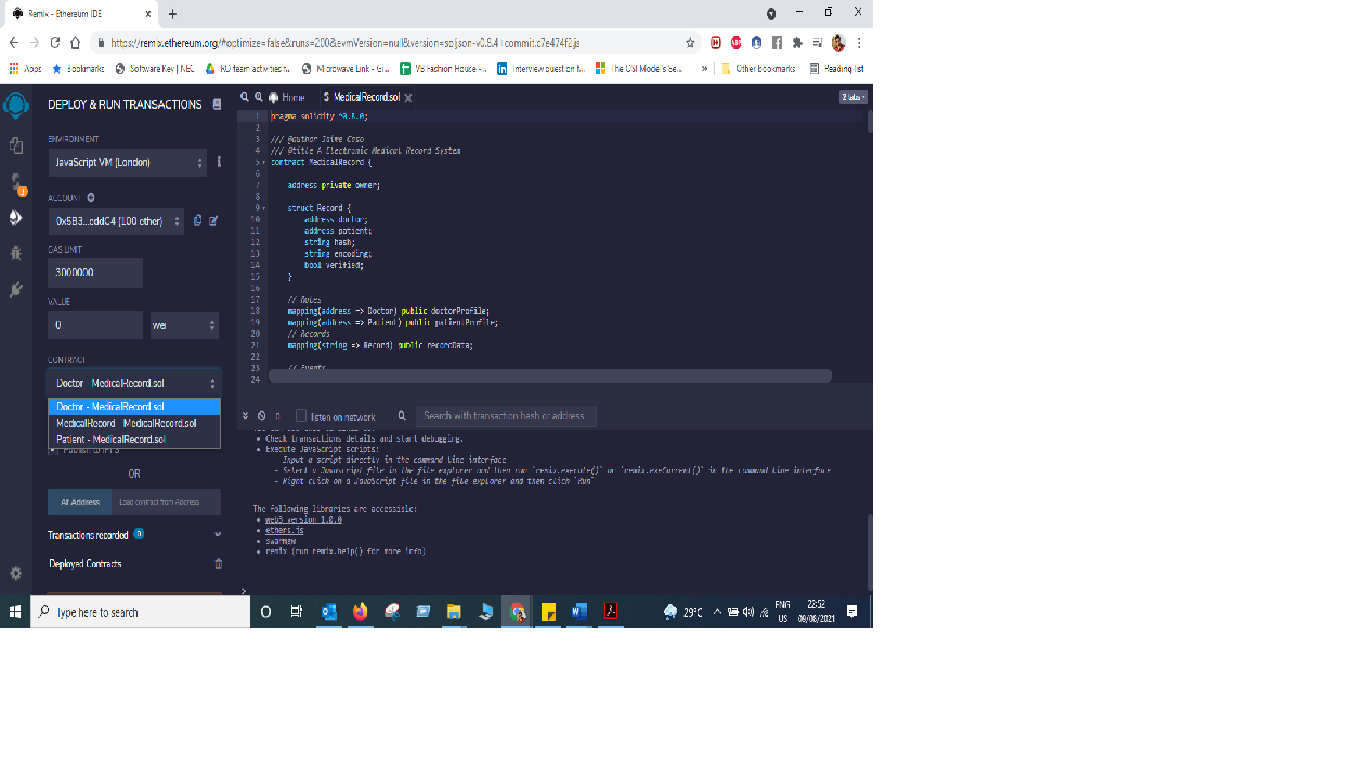 Remix - Ethereum IDE
https://remix.ethereum.org/#optimize=false&runs=200&evmVersion=null&version=soljson-v0.8.4+commit.c7e474f2.js
Apps Bookmarks Software Key | NEC RD team activities f... Microwave Link - Gi... VB Fashion House -... Interview question f... The OSI Model's Se... » Other bookmarks Reading list
DEPLOY & RUN TRANSACTIONS
ENVIRONMENT
JavaScript VM (London)
ACCOUNT
0x5B3...eddC4 (100 ether)
GAS LIMIT
3000000
VALUE
0 wei
CONTRACT
Doctor - MedicalRecord.sol
Doctor - MedicalRecord.sol
MedicalRecord - MedicalRecord.sol
Patient - MedicalRecord.sol
Publish to IPFS
OR
At Address Load contract from Address
Transactions recorded 0
Deployed Contracts
Home MedicalRecord.sol 2 tabs
1 pragma solidity ^0.8.0;
2
3 /// @author Jaime Caso
4 /// @title A Electronic Medical Record System
5 contract MedicalRecord {
6
7 address private owner;
8
9 struct Record {
10 address doctor;
11 address patient;
12 string hash;
13 string encoding;
14 bool verified;
15 }
16
17 // Roles
18 mapping(address => Doctor) public doctorProfile;
19 mapping(address => Patient) public patientProfile;
20 // Records
21 mapping(string => Record) public recordData;
22
23 // Events
24
0 listen on network Search with transaction hash or address
• Check transactions details and start debugging.
• Execute JavaScript scripts:
- Input a script directly in the command line interface
- Select a Javascript file in the file explorer and then run `remix.execute()` or `remix.exeCurrent()` in the command line interface
- Right click on a JavaScript file in the file explorer and then click `Run`
The following libraries are accessible:
• web3 version 1.0.0
• ethers.js
• swarmgw
• remix (run remix.help() for more info)
>
Type here to search
29°C
ENG
US
22:52
09/08/2021